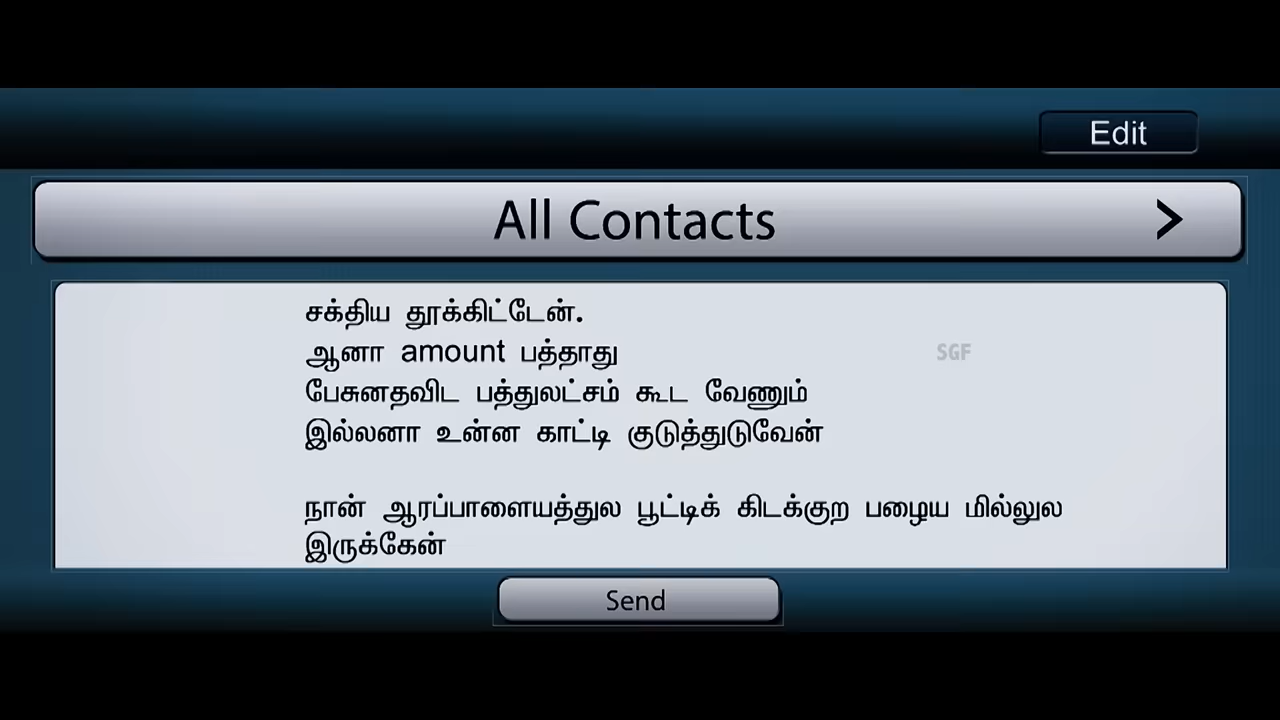 Edit
All Contacts >
சக்திய தூக்கிட்டேன்.
ஆனா amount பத்தாது
SGF
பேசுனதவிட பத்துலட்சம் கூட வேணும்
இல்லனா உன்ன காட்டி குடுத்துடுவேன்
நான் ஆரப்பாளையத்துல பூட்டிக் கிடக்குற பழைய மில்லுல
இருக்கேன்
Send